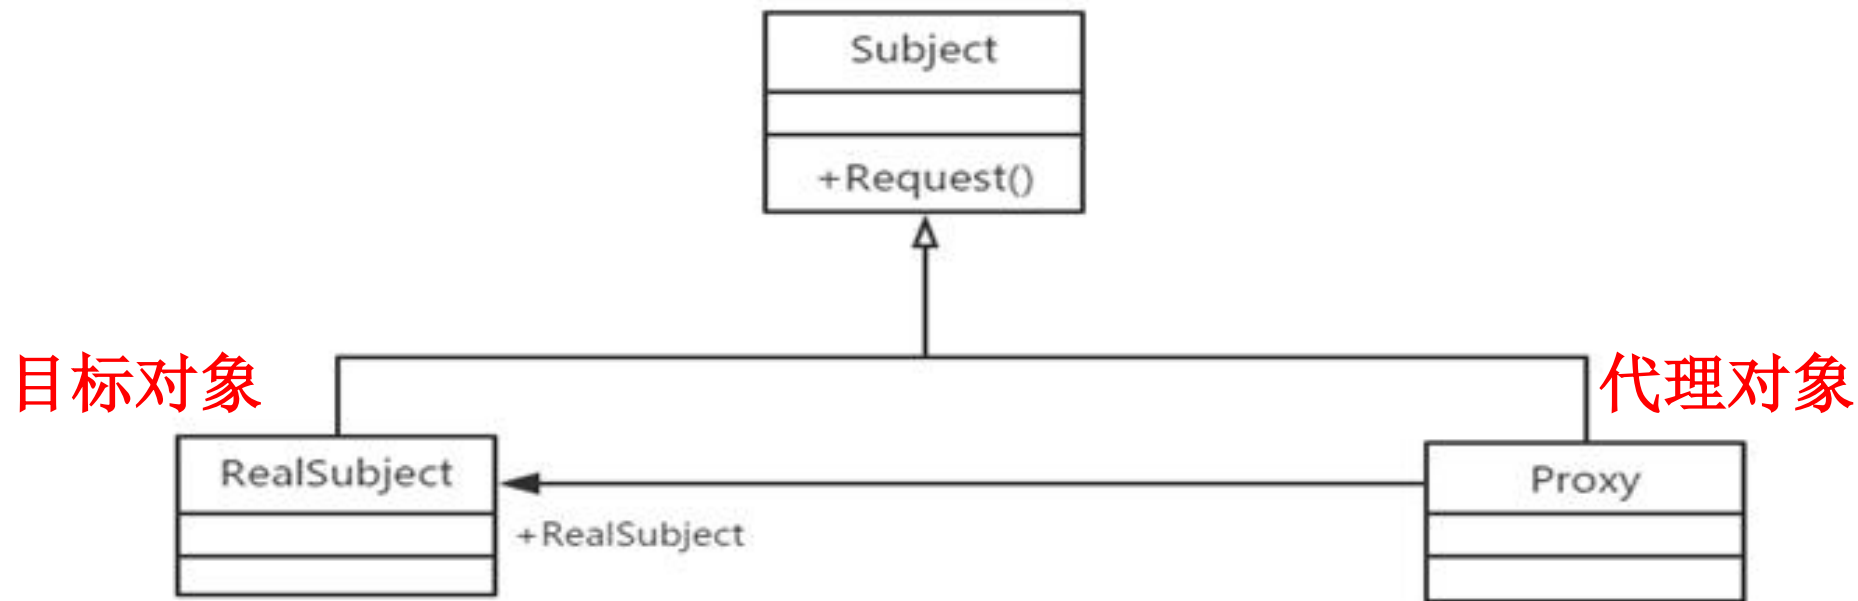 Subject
+Request()
目标对象
代理对象
RealSubject
Proxy
+RealSubject